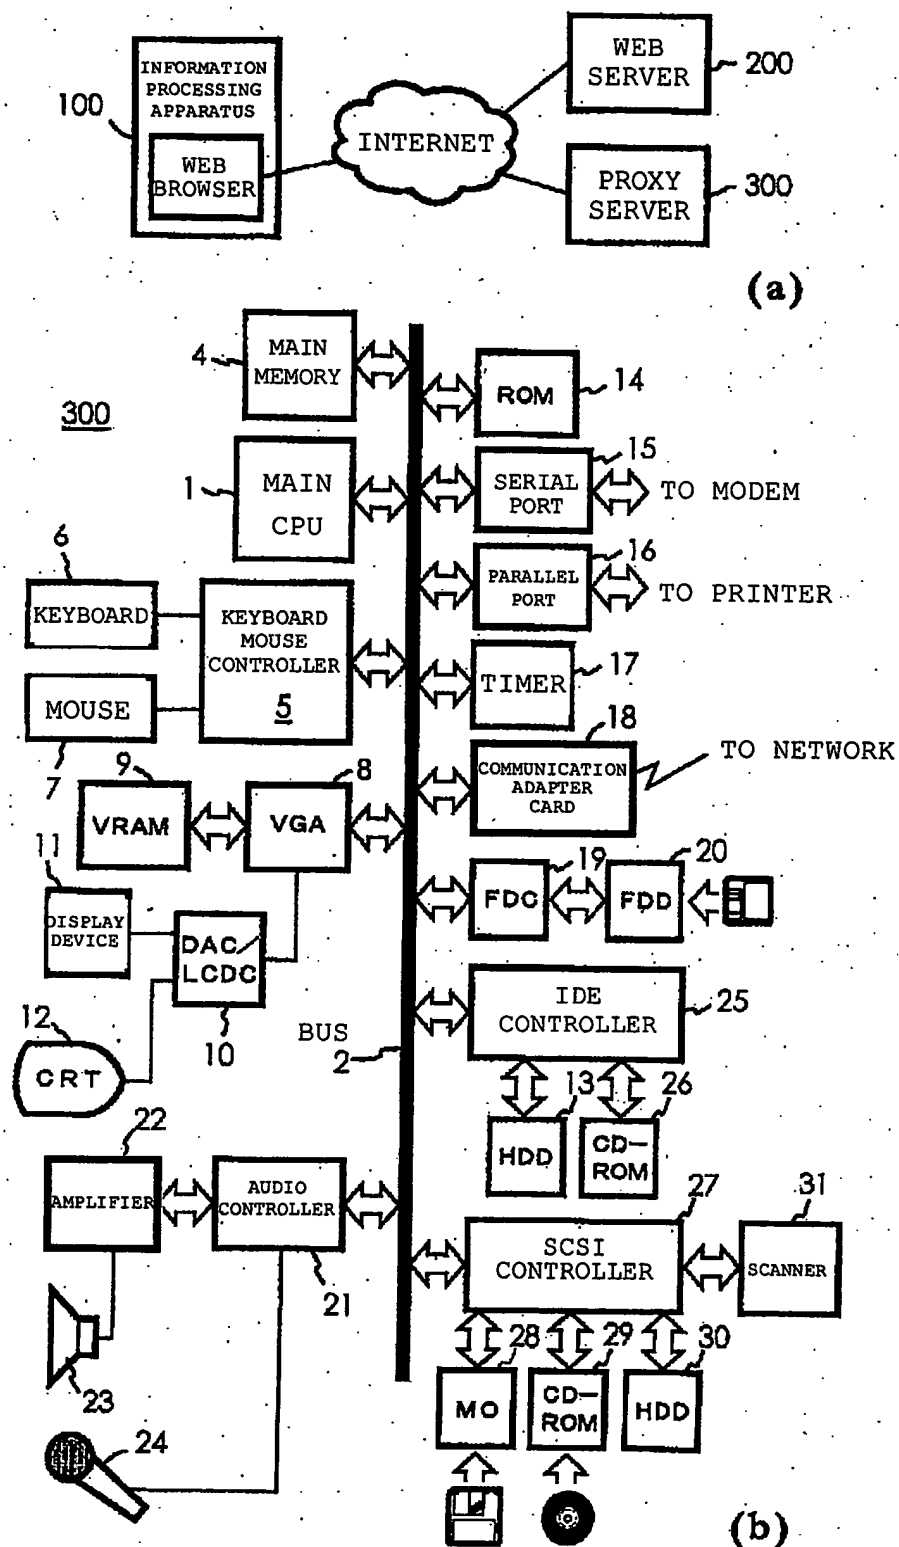 INFORMATION
PROCESSING
APPARATUS
100
WEB
BROWSER
INTERNET
WEB
SERVER
200
PROXY
SERVER
300
(a)
300
4
MAIN
MEMORY
ROM
14
1
MAIN
CPU
15
SERIAL
PORT
TO MODEM
6
KEYBOARD
KEYBOARD
MOUSE
CONTROLLER
5
16
PARALLEL
PORT
TO PRINTER
MOUSE
7
TIMER
17
18
COMMUNICATION
ADAPTER
CARD
TO NETWORK
9
VRAM
8
VGA
11
DISPLAY
DEVICE
DAC/
LCDC
10
19
FDC
20
FDD
12
CRT
BUS
2
IDE
CONTROLLER
25
13
HDD
26
CD-
ROM
22
AMPLIFIER
AUDIO
CONTROLLER
21
27
SCSI
CONTROLLER
31
SCANNER
23
24
28
MO
29
CD-
ROM
30
HDD
(b)